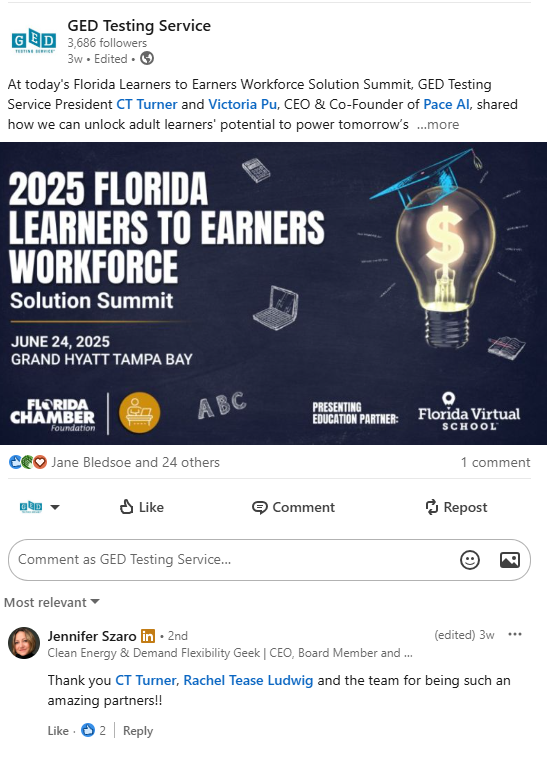 GED Testing Service
GED
TESTING SERVICE
3,686 followers
3w • Edited •
At today's Florida Learners to Earners Workforce Solution Summit, GED Testing
Service President CT Turner and Victoria Pu, CEO & Co-Founder of Pace AI, shared
how we can unlock adult learners' potential to power tomorrow's ...more
2025 FLORIDA
LEARNERS TO EARNERS
WORKFORCE
Solution Summit
$
JUNE 24, 2025
GRAND HYATT TAMPA BAY
FLORIDA
CHAMBER
Foundation
ABC
PRESENTING
EDUCATION PARTNER:
Florida Virtual
SCHOOL
Jane Bledsoe and 24 others 1 comment
GED Like Comment Repost
Comment as GED Testing Service...
Most relevant
Jennifer Szaro in • 2nd (edited) 3w ...
Clean Energy & Demand Flexibility Geek | CEO, Board Member and ...
Thank you CT Turner, Rachel Tease Ludwig and the team for being such an
amazing partners!!
Like · 2 | Reply